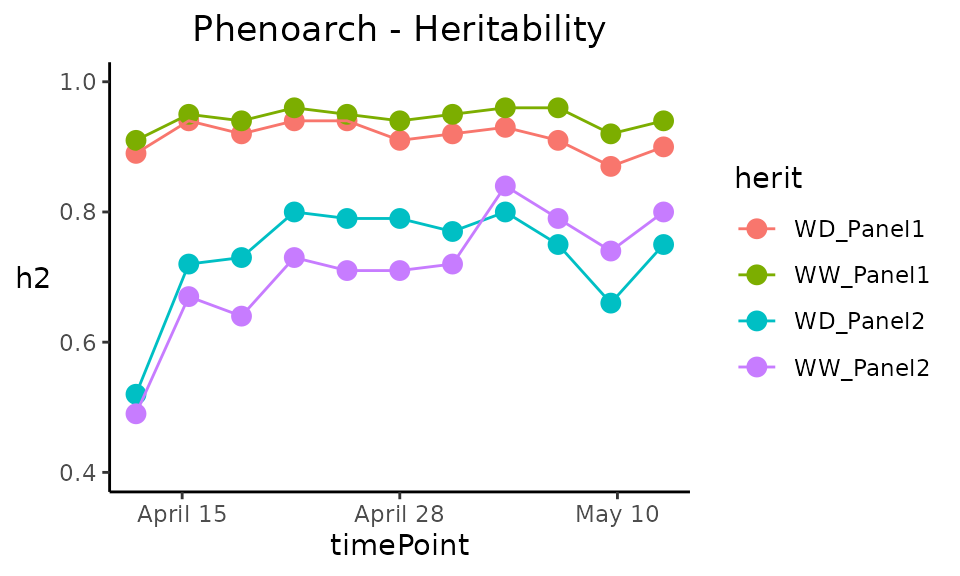 Phenoarch - Heritability
1.0
0.8
0.6
0.4
h2
April 15
April 28
May 10
timePoint
herit
WD_Panel1
WW_Panel1
WD_Panel2
WW_Panel2